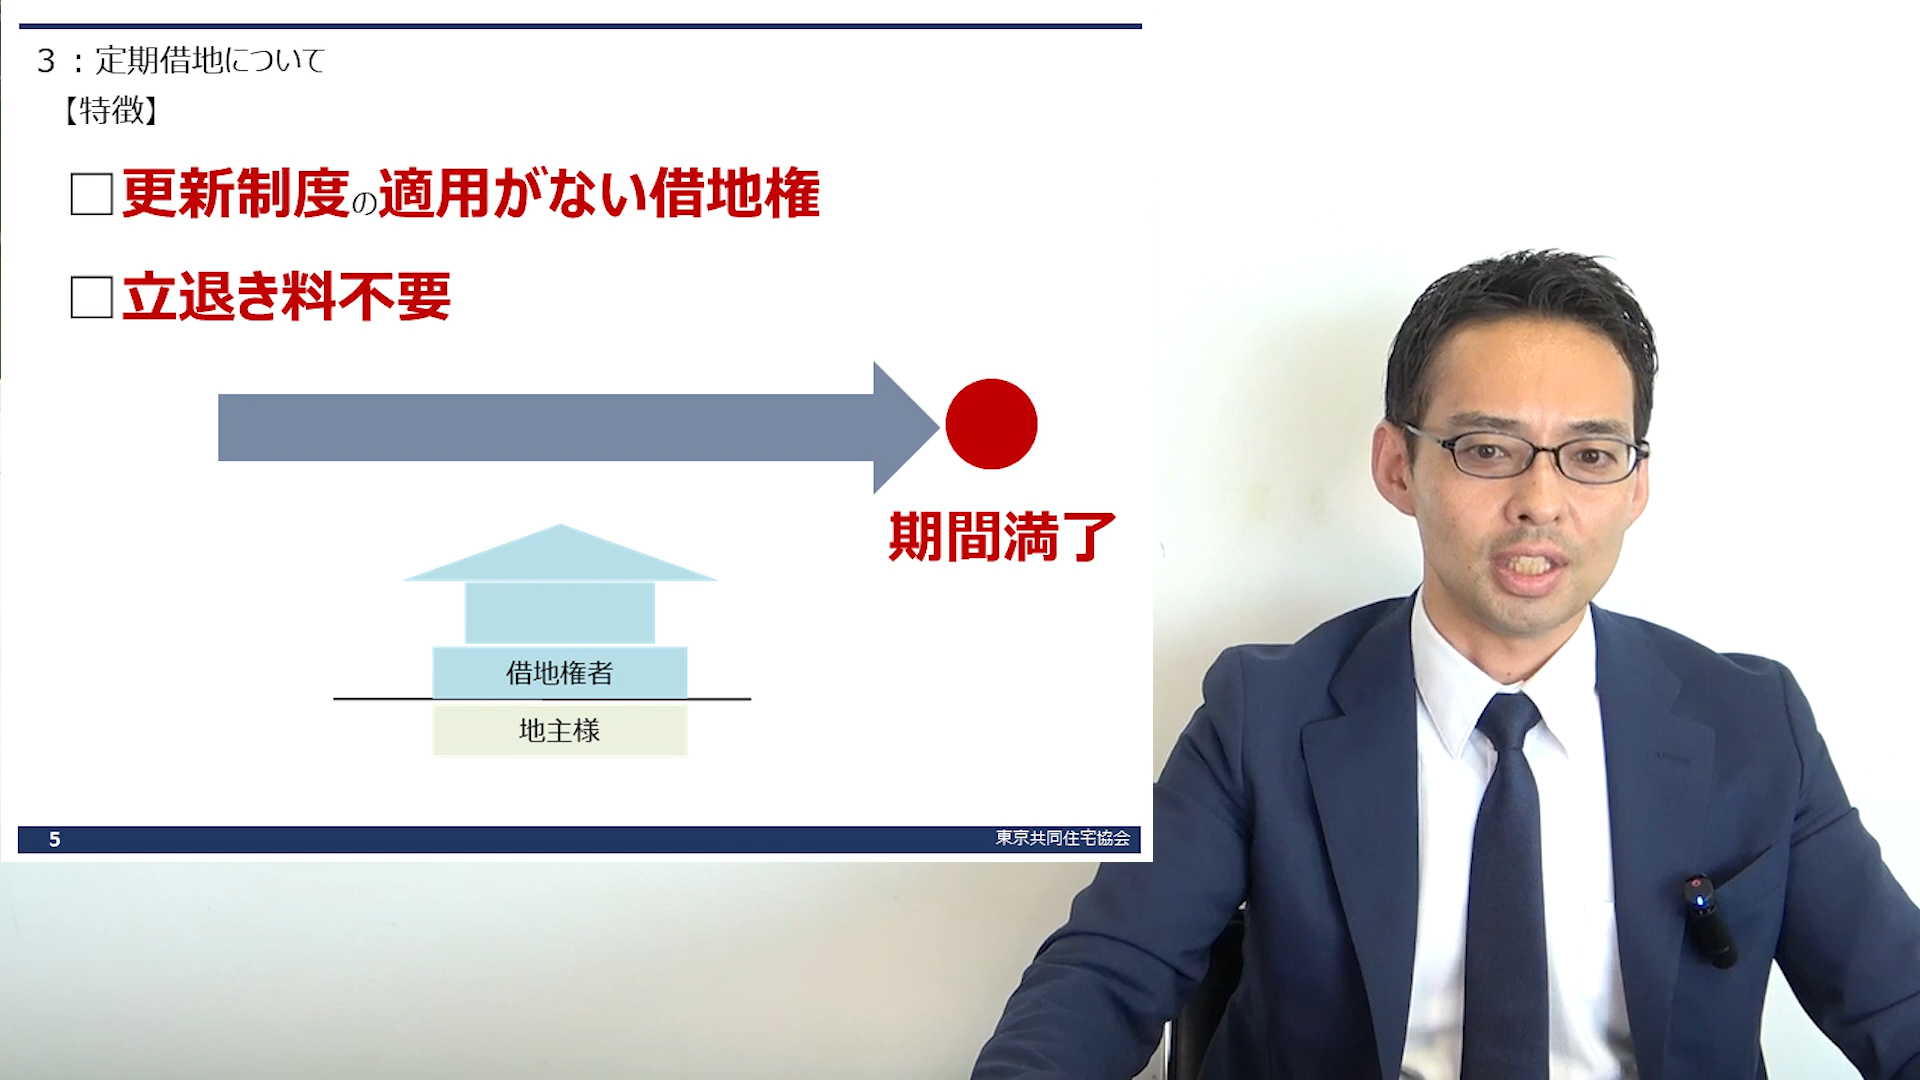 ３：定期借地について
【特徴】
□更新制度の適用がない借地権
□立退き料不要
期間満了
借地権者
地主様
5
東京共同住宅協会